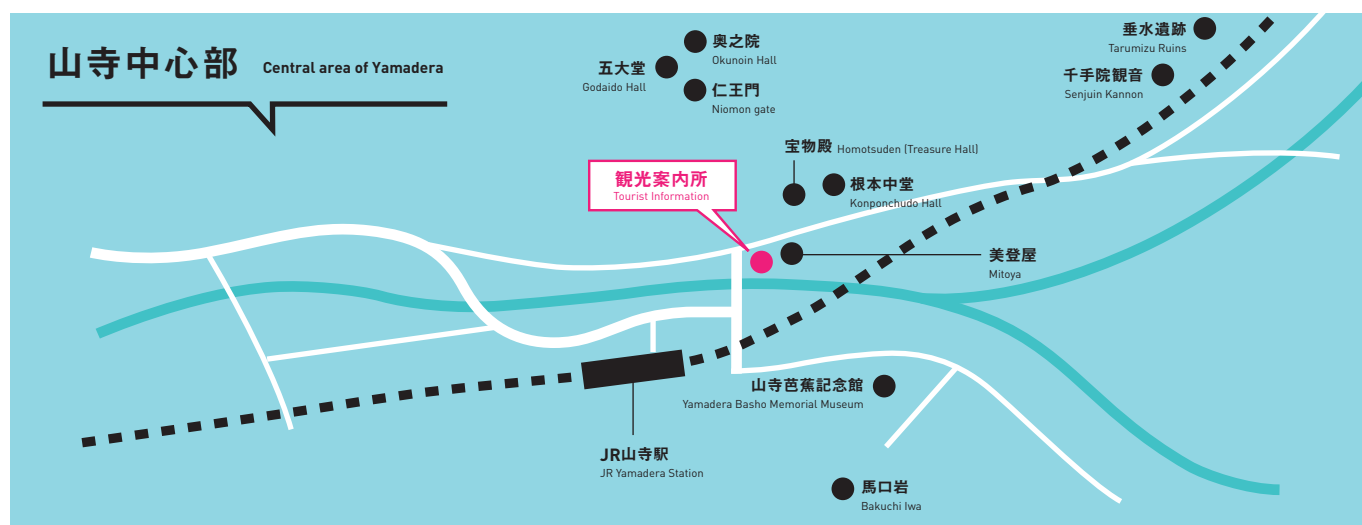 山寺中心部 Central area of Yamadera
奥之院
Okunoin Hall
五大堂
Godaido Hall
仁王門
Niomon gate
垂水遺跡
Tarumizu Ruins
千手院観音
Senjuin Kannon
宝物殿 Homotsuden (Treasure Hall)
根本中堂
Konponchudo Hall
観光案内所
Tourist Information
美登屋
Mitoya
山寺芭蕉記念館
Yamadera Basho Memorial Museum
JR山寺駅
JR Yamadera Station
馬口岩
Bakuchi Iwa